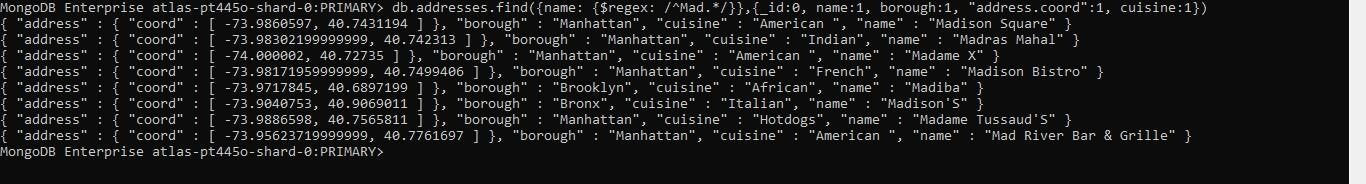 MongoDB Enterprise atlas-pt445o-shard-0:PRIMARY> db.addresses.find({name: {$regex: /^Mad.*/}},{_id:0, name:1, borough:1, "address.coord":1, cuisine:1})
{ "address" : { "coord" : [ -73.9860597, 40.7431194 ] }, "borough" : "Manhattan", "cuisine" : "American ", "name" : "Madison Square" }
{ "address" : { "coord" : [ -73.98302199999999, 40.742313 ] }, "borough" : "Manhattan", "cuisine" : "Indian", "name" : "Madras Mahal" }
{ "address" : { "coord" : [ -74.000002, 40.72735 ] }, "borough" : "Manhattan", "cuisine" : "American ", "name" : "Madame X" }
{ "address" : { "coord" : [ -73.98171959999999, 40.7499406 ] }, "borough" : "Manhattan", "cuisine" : "French", "name" : "Madison Bistro" }
{ "address" : { "coord" : [ -73.9717845, 40.6897199 ] }, "borough" : "Brooklyn", "cuisine" : "African", "name" : "Madiba" }
{ "address" : { "coord" : [ -73.9040753, 40.9069011 ] }, "borough" : "Bronx", "cuisine" : "Italian", "name" : "Madison'S" }
{ "address" : { "coord" : [ -73.9886598, 40.7565811 ] }, "borough" : "Manhattan", "cuisine" : "Hotdogs", "name" : "Madame Tussaud'S" }
{ "address" : { "coord" : [ -73.95623719999999, 40.7761697 ] }, "borough" : "Manhattan", "cuisine" : "American ", "name" : "Mad River Bar & Grille" }
MongoDB Enterprise atlas-pt445o-shard-0:PRIMARY>